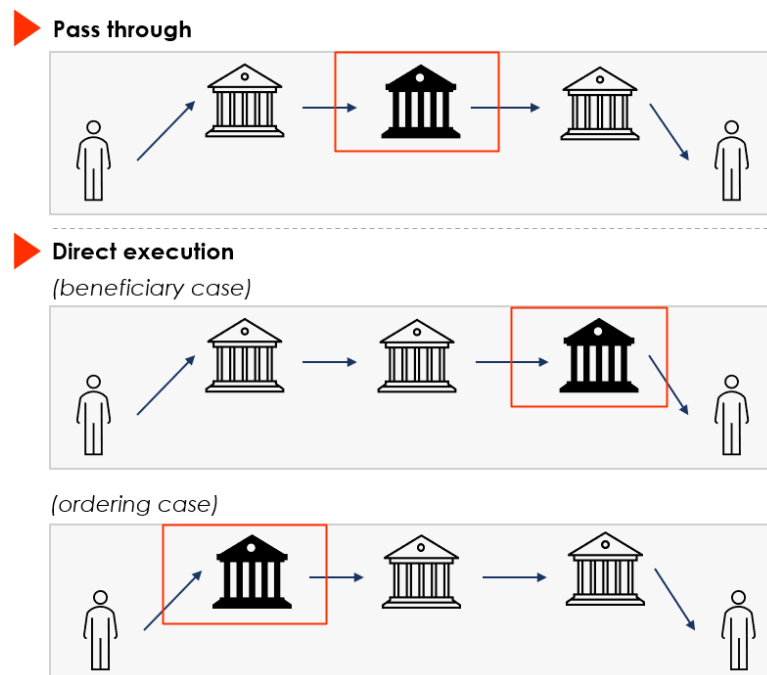 Pass through
Direct execution
(beneficiary case)
(ordering case)